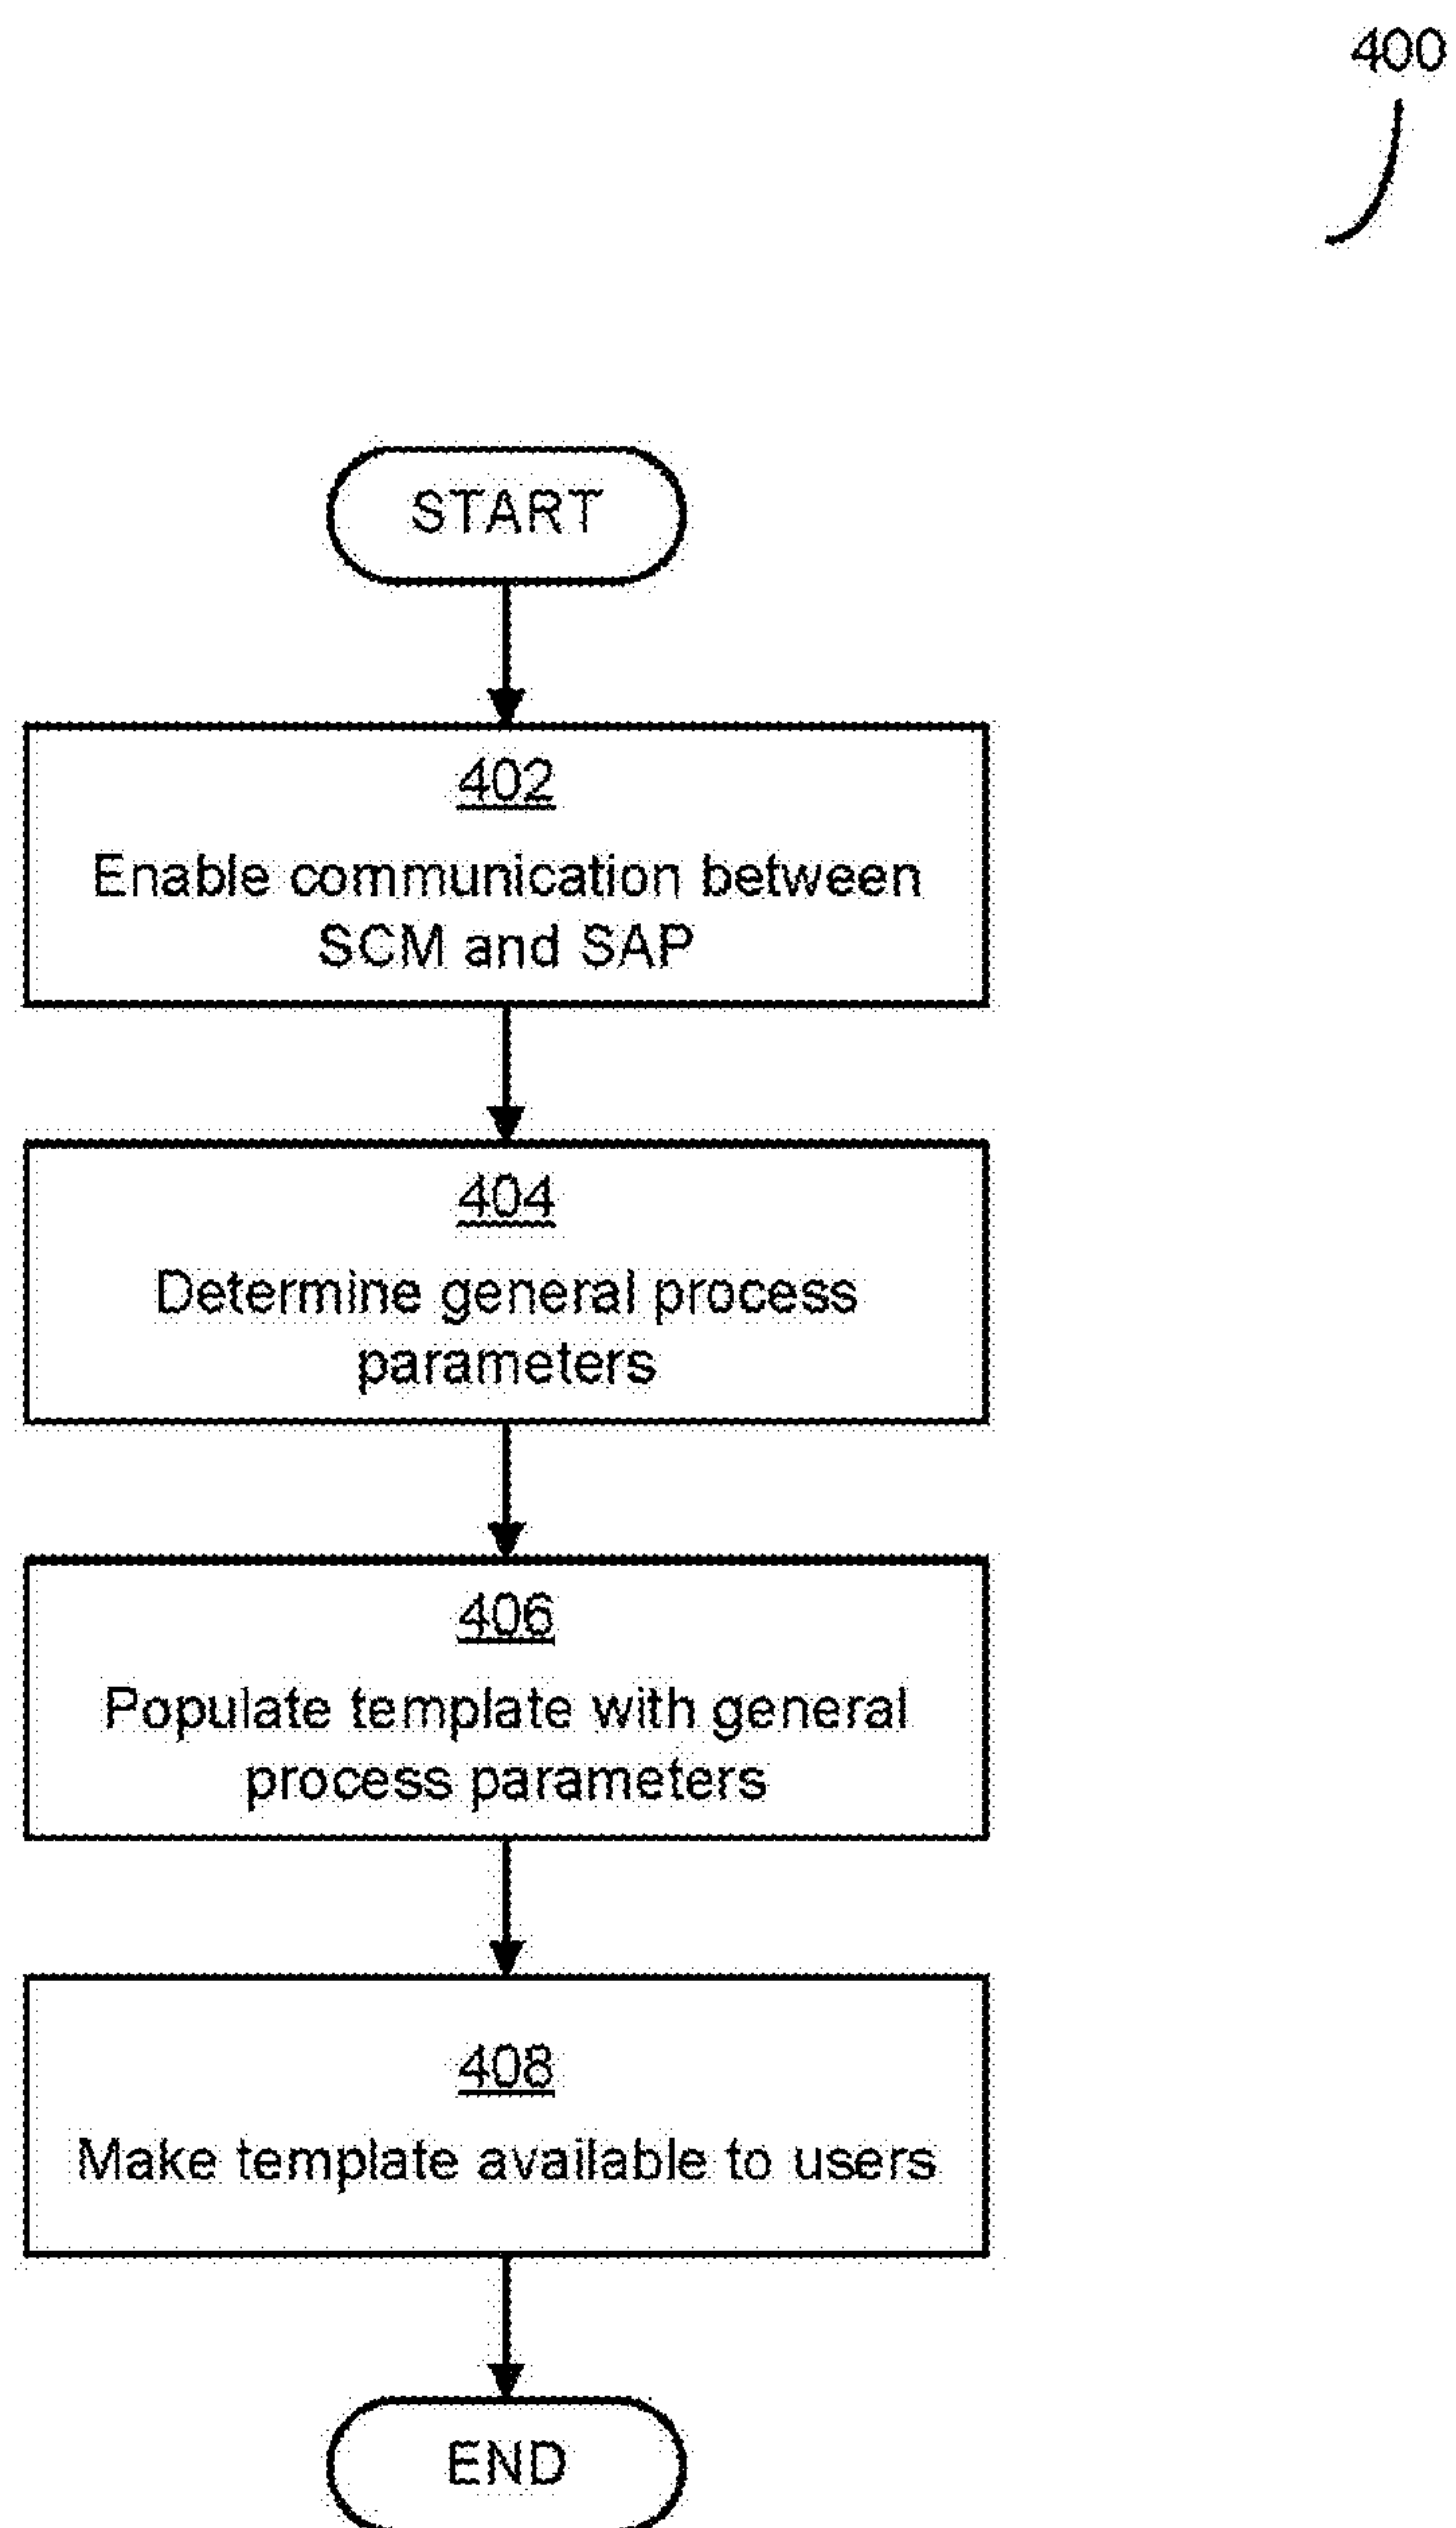 400
START
402
Enable communication between
SCM and SAP
404
Determine general process
parameters
406
Populate template with general
process parameters
408
Make template available to users
END